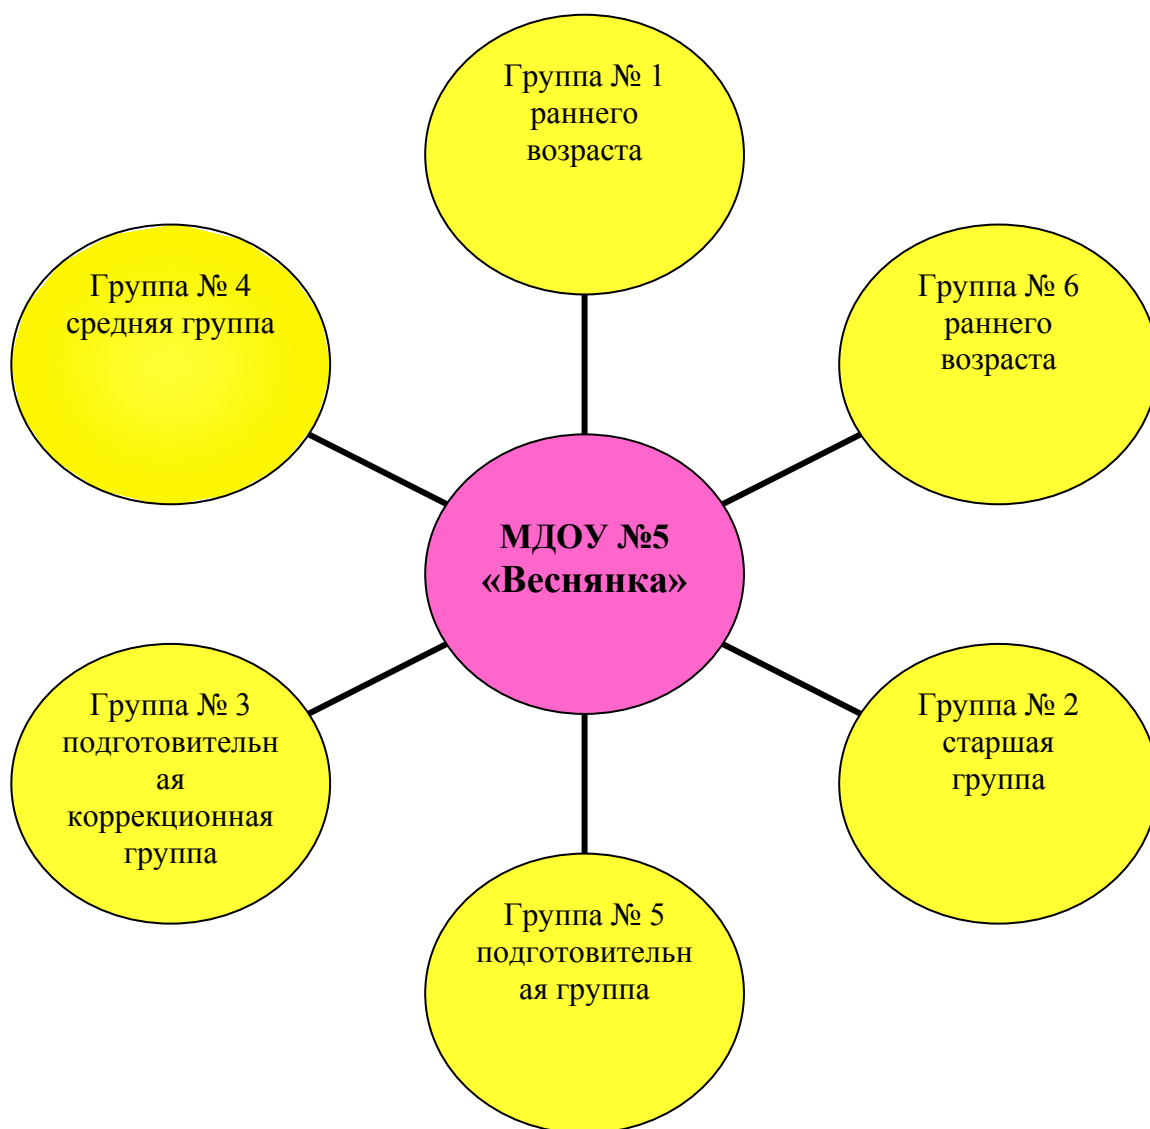 Группа № 1
раннего
возраста
Группа № 4
средняя группа
Группа № 6
раннего
возраста
МДОУ №5
«Веснянка»
Группа № 3
подготовительн
ая
коррекционная
группа
Группа № 2
старшая
группа
Группа № 5
подготовительн
ая группа